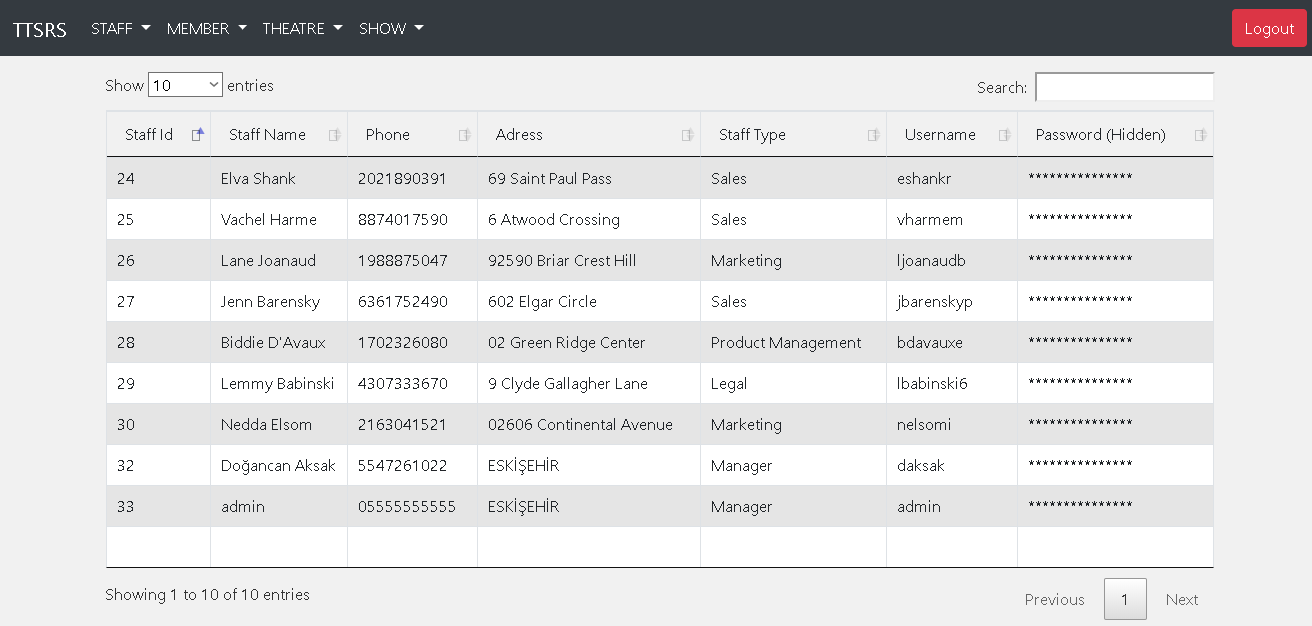 TTSRS STAFF MEMBER THEATRE SHOW Logout
Show 10 entries Search:
Staff Id Staff Name Phone Adress Staff Type Username Password (Hidden)
24 Elva Shank 2021890391 69 Saint Paul Pass Sales eshankr ***************
25 Vachel Harme 8874017590 6 Atwood Crossing Sales vharmem ***************
26 Lane Joanaud 1988875047 92590 Briar Crest Hill Marketing ljoanaudb ***************
27 Jenn Barensky 6361752490 602 Elgar Circle Sales jbarenskyp ***************
28 Biddie D'Avaux 1702326080 02 Green Ridge Center Product Management bdavauxe ***************
29 Lemmy Babinski 4307333670 9 Clyde Gallagher Lane Legal lbabinski6 ***************
30 Nedda Elsom 2163041521 02606 Continental Avenue Marketing nelsomi ***************
32 Doğancan Aksak 5547261022 ESKİŞEHİR Manager daksak ***************
33 admin 05555555555 ESKİŞEHİR Manager admin ***************
Showing 1 to 10 of 10 entries Previous 1 Next